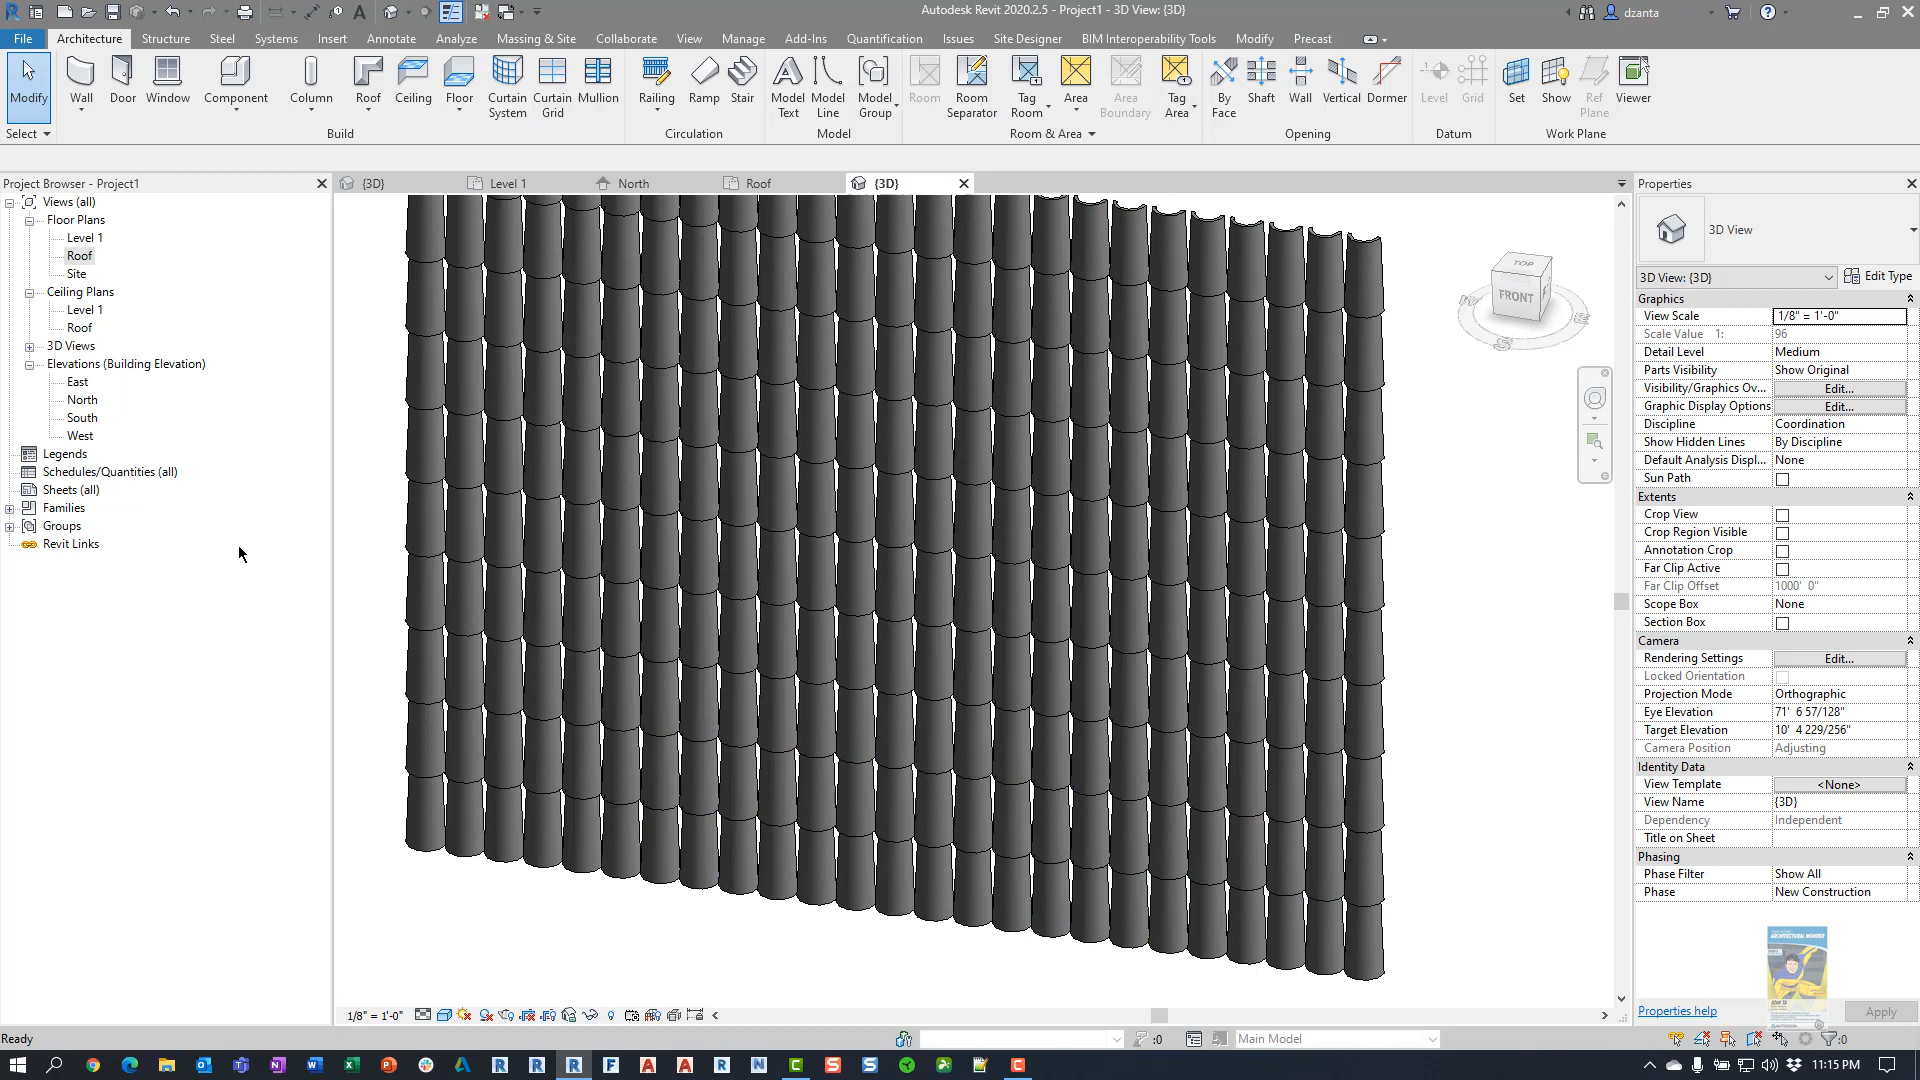 Autodesk Revit 2020.2.5 - Project1 - 3D View: {3D}
dzanta
File
Architecture
Structure
Steel
Systems
Insert
Annotate
Analyze
Massing & Site
Collaborate
View
Manage
Add-Ins
Quantification
Issues
Site Designer
BIM Interoperability Tools
Modify
Precast
Modify
Wall
Door
Window
Component
Column
Roof
Ceiling
Floor
Curtain System
Curtain Grid
Mullion
Railing
Ramp
Stair
Model Text
Model Line
Model Group
Room
Room Separator
Tag Room
Area
Area Boundary
Tag Area
By Face
Shaft
Wall
Vertical
Dormer
Level
Grid
Set
Show
Ref Plane
Viewer
Select
Build
Circulation
Model
Room & Area
Opening
Datum
Work Plane
Project Browser - Project1
{3D}
Level 1
North
Roof
{3D}
Properties
Views (all)
Floor Plans
Level 1
Roof
Site
Ceiling Plans
Level 1
Roof
3D Views
Elevations (Building Elevation)
East
North
South
West
Legends
Schedules/Quantities (all)
Sheets (all)
Families
Groups
Revit Links
TOP
FRONT
S
3D View
3D View: {3D}
Edit Type
Graphics
View Scale 1/8" = 1'-0"
Scale Value 1: 96
Detail Level Medium
Parts Visibility Show Original
Visibility/Graphics Ov... Edit...
Graphic Display Options Edit...
Discipline Coordination
Show Hidden Lines By Discipline
Default Analysis Displ... None
Sun Path
Extents
Crop View
Crop Region Visible
Annotation Crop
Far Clip Active
Far Clip Offset 1000' 0"
Scope Box None
Section Box
Camera
Rendering Settings Edit...
Locked Orientation
Projection Mode Orthographic
Eye Elevation 71' 6 57/128"
Target Elevation 10' 4 229/256"
Camera Position Adjusting
Identity Data
View Template <None>
View Name {3D}
Dependency Independent
Title on Sheet
Phasing
Phase Filter Show All
Phase New Construction
ARCHITECTURAL WONDER
Properties help
Apply
1/8" = 1'-0"
Ready
:0
Main Model
:0
11:15 PM